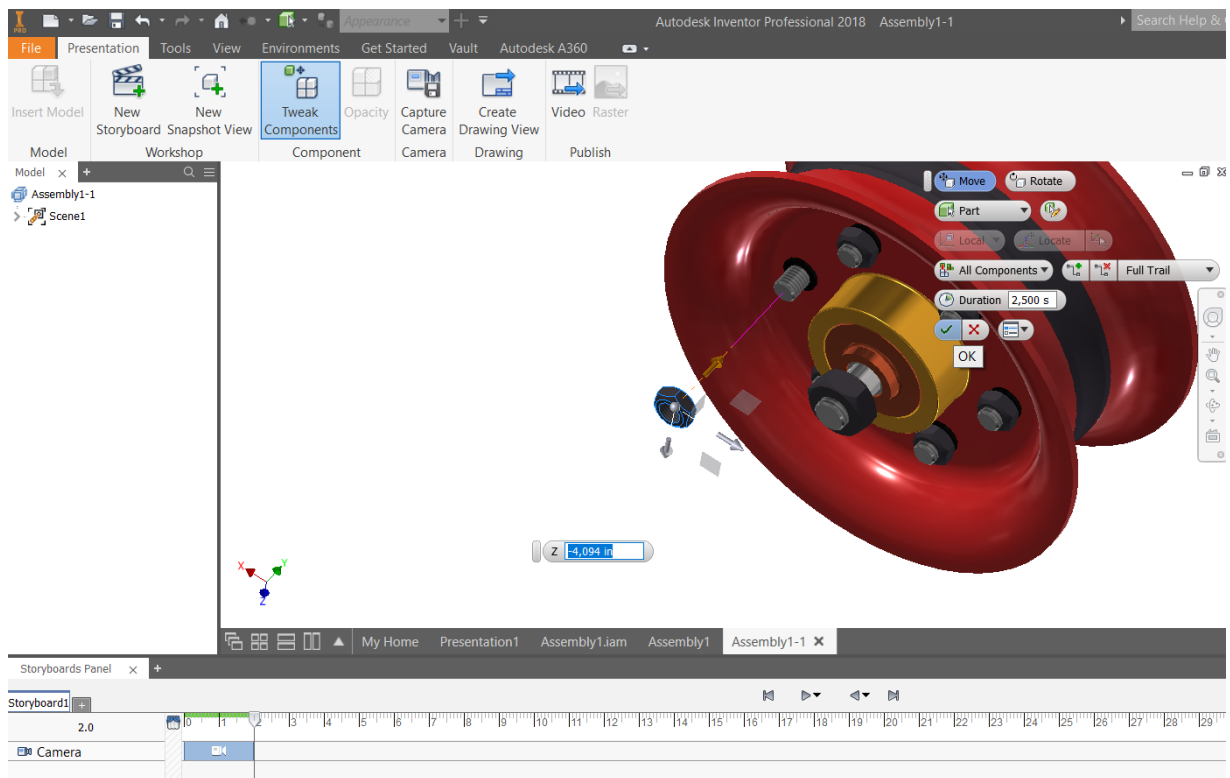 PRO
Appearance
Autodesk Inventor Professional 2018 Assembly1-1
Search Help &
File Presentation Tools View Environments Get Started Vault Autodesk A360
Insert Model
New Storyboard
New Snapshot View
Tweak Components
Opacity
Capture Camera
Create Drawing View
Video
Raster
Model Workshop Component Camera Drawing Publish
Model x +
Assembly1-1
Scene1
Move Rotate
Part
Local Locate
All Components Full Trail
Duration 2,500 s
OK
Z -4,094 in
X Y
Z
My Home Presentation1 Assembly1.iam Assembly1 Assembly1-1
Storyboards Panel x +
Storyboard1 +
2.0 0 1 2 3 4 5 6 7 8 9 10 11 12 13 14 15 16 17 18 19 20 21 22 23 24 25 26 27 28 29
Camera